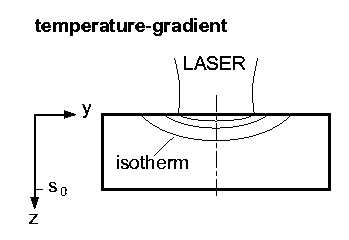 temperature-gradient
LASER
y
isotherm
s0
z